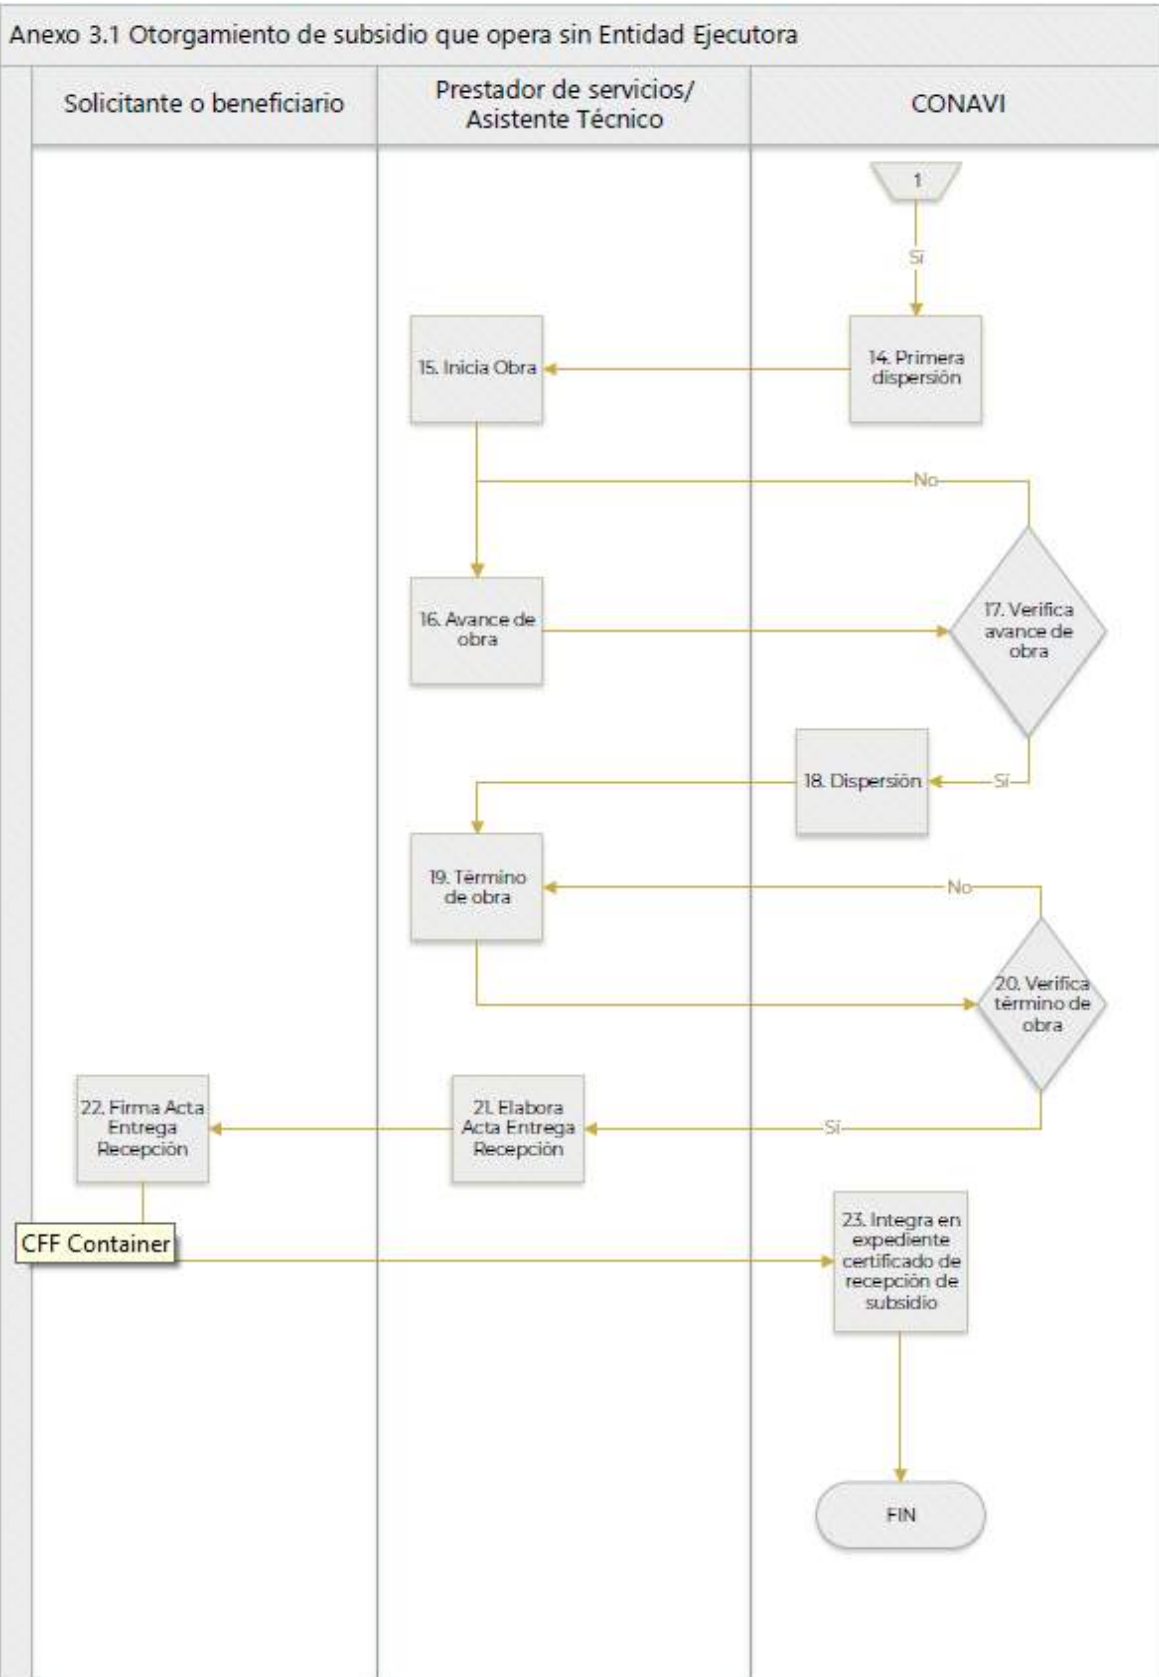 Anexo 3.1 Otorgamiento de subsidio que opera sin Entidad Ejecutora
Solicitante o beneficiario
Prestador de servicios/
Asistente Técnico
CONAVI
1
Sí
14. Primera
dispersión
15. Inicia Obra
No
16. Avance de
obra
17. Verifica
avance de
obra
Sí
18. Dispersión
19. Término
de obra
No
20. Verifica
término de
obra
Sí
21. Elabora
Acta Entrega
Recepción
22. Firma Acta
Entrega
Recepción
CFF Container
23. Integra en
expediente
certificado de
recepción de
subsidio
FIN